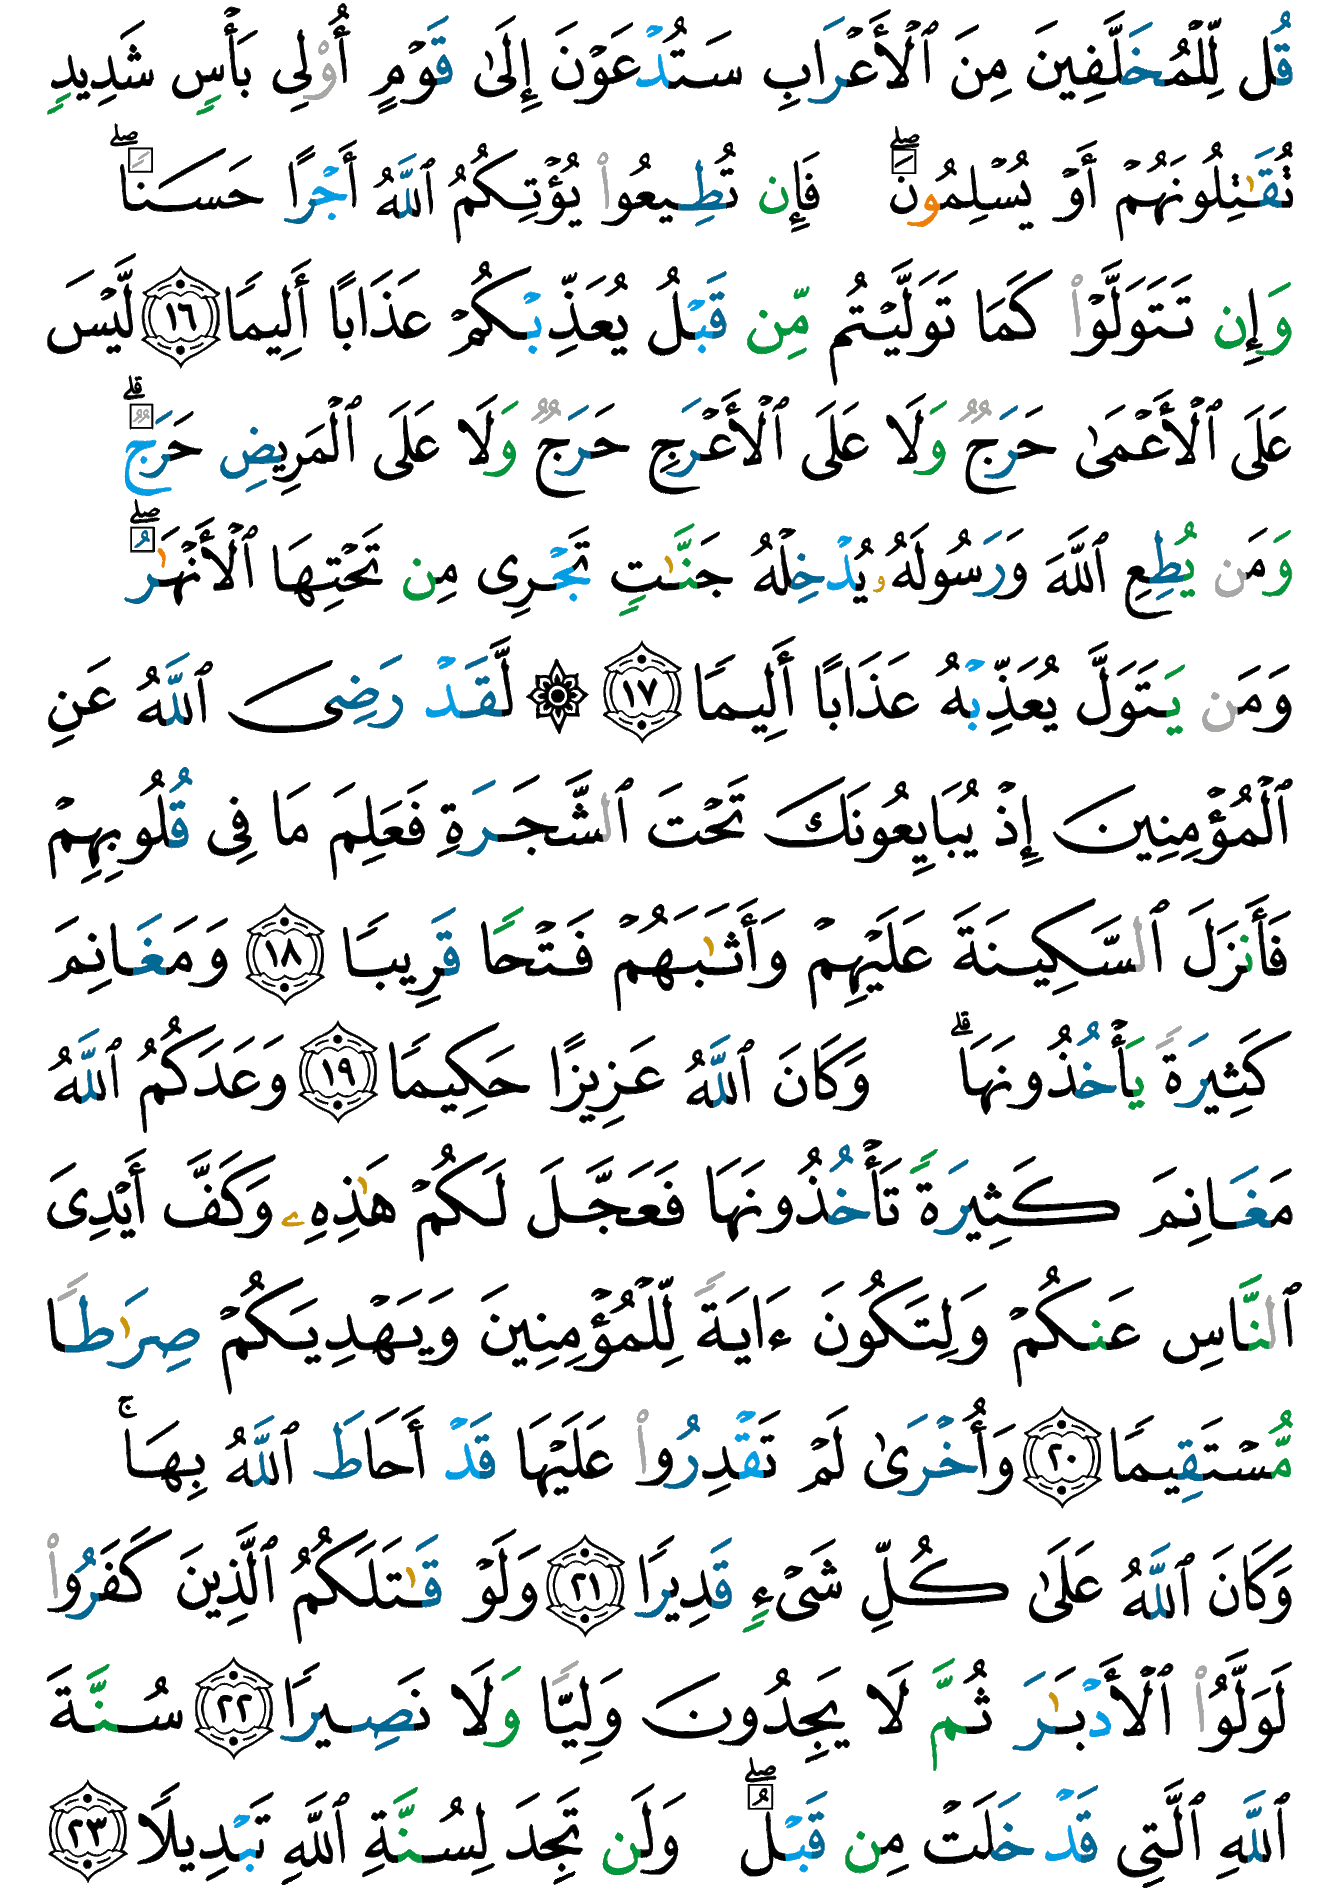 قُل لِّلْمُخَلَّفِينَ مِنَ ٱلْأَعْرَابِ سَتُدْعَوْنَ إِلَىٰ قَوْمٍ أُو۟لِى بَأْسٍ شَدِيدٍ
تُقَـٰتِلُونَهُمْ أَوْ يُسْلِمُونَ ۖ فَإِن تُطِيعُوا۟ يُؤْتِكُمُ ٱللَّهُ أَجْرًا حَسَنًا ۖ
وَإِن تَتَوَلَّوْا۟ كَمَا تَوَلَّيْتُم مِّن قَبْلُ يُعَذِّبْكُمْ عَذَابًا أَلِيمًا ١٦ لَّيْسَ
عَلَى ٱلْأَعْمَىٰ حَرَجٌ وَلَا عَلَى ٱلْأَعْرَجِ حَرَجٌ وَلَا عَلَى ٱلْمَرِيضِ حَرَجٌ ۗ
وَمَن يُطِعِ ٱللَّهَ وَرَسُولَهُۥ يُدْخِلْهُ جَنَّـٰتٍ تَجْرِى مِن تَحْتِهَا ٱلْأَنْهَـٰرُ ۖ
وَمَن يَتَوَلَّ يُعَذِّبْهُ عَذَابًا أَلِيمًا ١٧ ۞ لَّقَدْ رَضِىَ ٱللَّهُ عَنِ
ٱلْمُؤْمِنِينَ إِذْ يُبَايِعُونَكَ تَحْتَ ٱلشَّجَرَةِ فَعَلِمَ مَا فِى قُلُوبِهِمْ
فَأَنزَلَ ٱلسَّكِينَةَ عَلَيْهِمْ وَأَثَـٰبَهُمْ فَتْحًا قَرِيبًا ١٨ وَمَغَانِمَ
كَثِيرَةً يَأْخُذُونَهَا ۗ وَكَانَ ٱللَّهُ عَزِيزًا حَكِيمًا ١٩ وَعَدَكُمُ ٱللَّهُ
مَغَانِمَ كَثِيرَةً تَأْخُذُونَهَا فَعَجَّلَ لَكُمْ هَـٰذِهِۦ وَكَفَّ أَيْدِىَ
ٱلنَّاسِ عَنكُمْ وَلِتَكُونَ ءَايَةً لِّلْمُؤْمِنِينَ وَيَهْدِيَكُمْ صِرَٰطًا
مُّسْتَقِيمًا ٢٠ وَأُخْرَىٰ لَمْ تَقْدِرُوا۟ عَلَيْهَا قَدْ أَحَاطَ ٱللَّهُ بِهَا ۚ
وَكَانَ ٱللَّهُ عَلَىٰ كُلِّ شَىْءٍ قَدِيرًا ٢١ وَلَوْ قَـٰتَلَكُمُ ٱلَّذِينَ كَفَرُوا۟
لَوَلَّوُا۟ ٱلْأَدْبَـٰرَ ثُمَّ لَا يَجِدُونَ وَلِيًّا وَلَا نَصِيرًا ٢٢ سُنَّةَ
ٱللَّهِ ٱلَّتِى قَدْ خَلَتْ مِن قَبْلُ ۖ وَلَن تَجِدَ لِسُنَّةِ ٱللَّهِ تَبْدِيلًا ٢٣